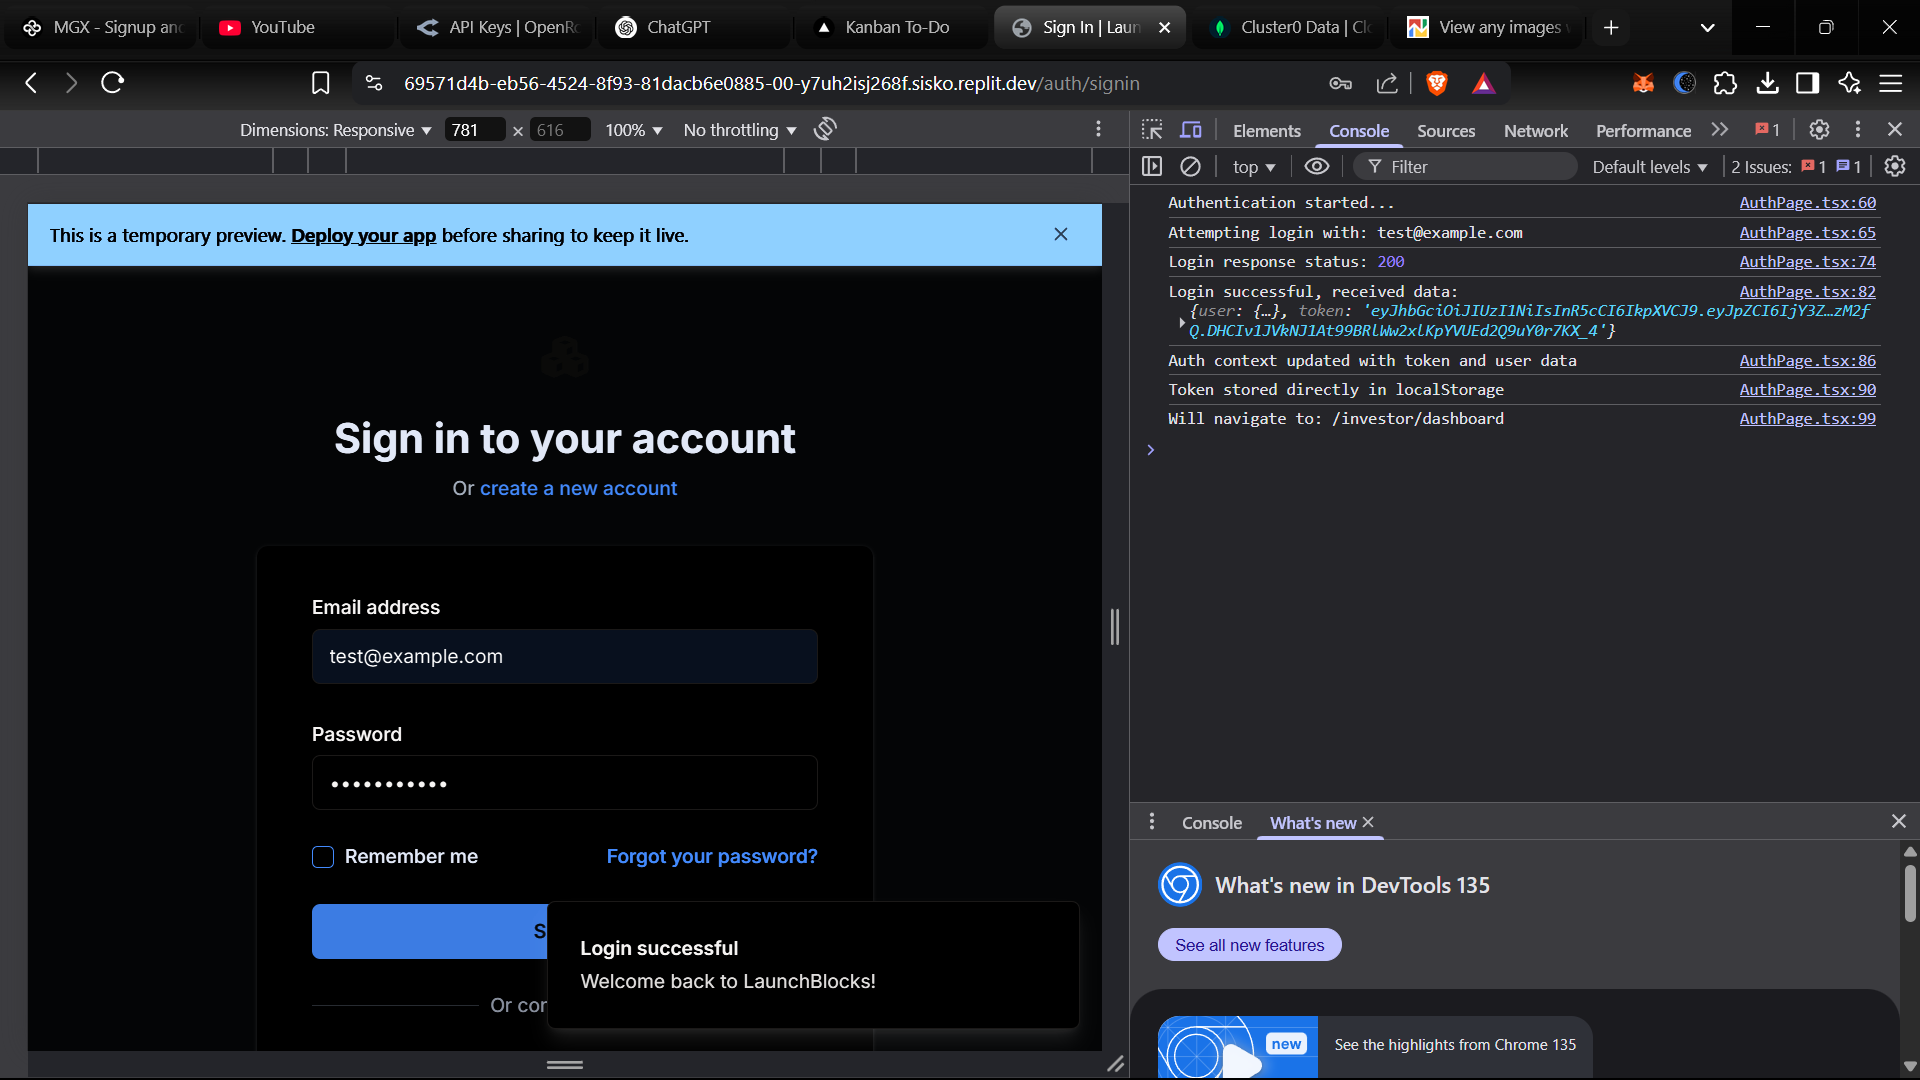 MGX - Signup an
YouTube
API Keys | OpenRo
ChatGPT
Kanban To-Do
Sign In | Laun
Cluster0 Data | Clo
View any images
69571d4b-eb56-4524-8f93-81dacb6e0885-00-y7uh2isj268f.sisko.replit.dev/auth/signin
Dimensions: Responsive 781 × 616 100% No throttling
Elements Console Sources Network Performance 1
top Filter Default levels 2 Issues: 1 1
This is a temporary preview. Deploy your app before sharing to keep it live.
Sign in to your account
Or create a new account
Email address
test@example.com
Password
•••••••••••
Remember me Forgot your password?
S
Or cor
Login successful
Welcome back to LaunchBlocks!
Authentication started... AuthPage.tsx:60
Attempting login with: test@example.com AuthPage.tsx:65
Login response status: 200 AuthPage.tsx:74
Login successful, received data: AuthPage.tsx:82
{user: {…}, token: 'eyJhbGciOiJIUzI1NiIsInR5cCI6IkpXVCJ9.eyJpZCI6IjY3Z…zM2f
Q.DHCIv1JVkNJ1At99BRlWw2xlKpYVUEd2Q9uY0r7KX_4'}
Auth context updated with token and user data AuthPage.tsx:86
Token stored directly in localStorage AuthPage.tsx:90
Will navigate to: /investor/dashboard AuthPage.tsx:99
Console What's new
What's new in DevTools 135
See all new features
new
See the highlights from Chrome 135